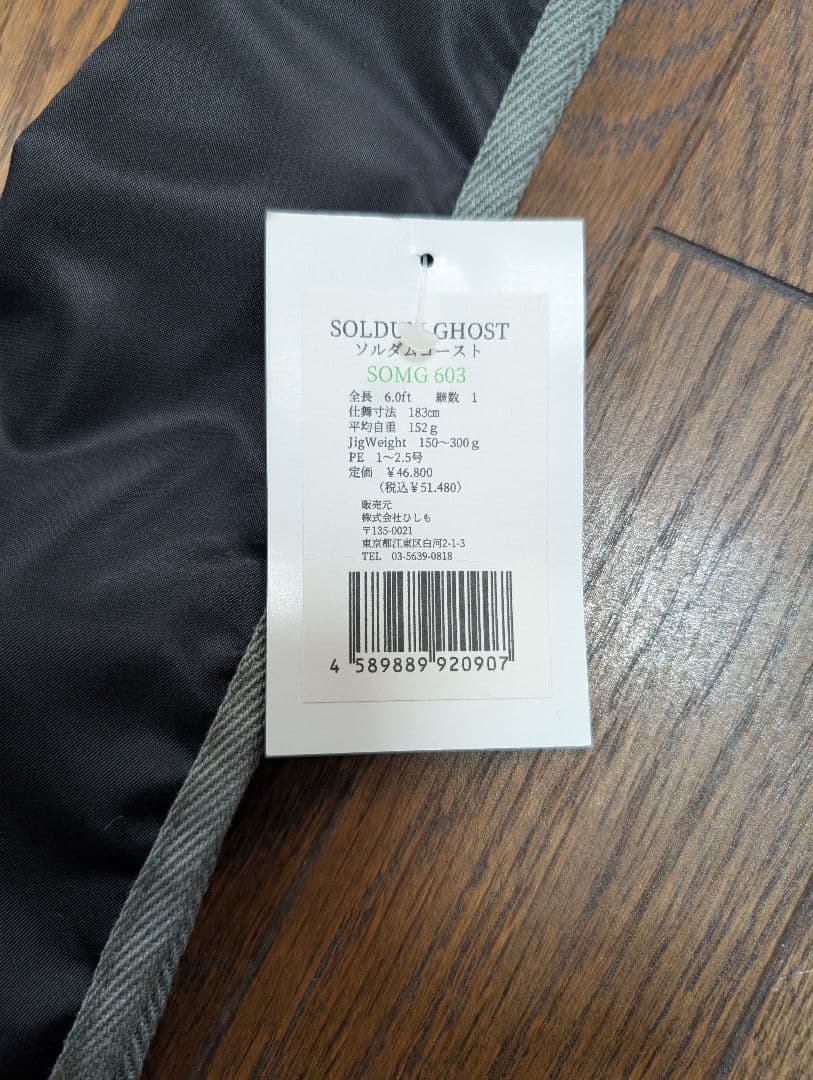 SOLDUM GHOST
ソルダムゴースト
SOMG 603
全長 6.0ft 継数 1
仕舞寸法 183㎝
平均自重 152g
JigWeight 150～300g
PE 1～2.5号
定価 ￥46.800
（税込￥51.480）
販売元
株式会社ひしも
〒135-0021
東京都江東区白河2-1-3
TEL 03-5639-0818
4 589889 920907